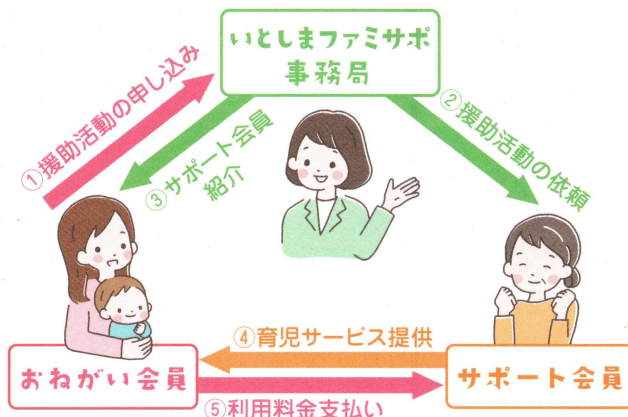 いとしまファミサポ
事務局
①援助活動の申し込み
②援助活動の依頼
③サポート会員
紹介
④育児サービス提供
おねがい会員
サポート会員
⑤利用料金支払い